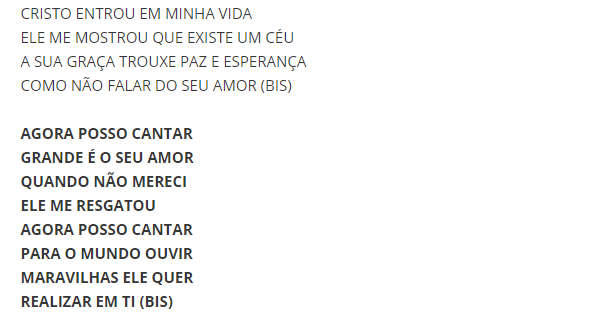 CRISTO ENTROU EM MINHA VIDA
ELE ME MOSTROU QUE EXISTE UM CÉU
A SUA GRAÇA TROUXE PAZ E ESPERANÇA
COMO NÃO FALAR DO SEU AMOR (BIS)
AGORA POSSO CANTAR
GRANDE É O SEU AMOR
QUANDO NÃO MERECI
ELE ME RESGATOU
AGORA POSSO CANTAR
PARA O MUNDO OUVIR
MARAVILHAS ELE QUER
REALIZAR EM TI (BIS)